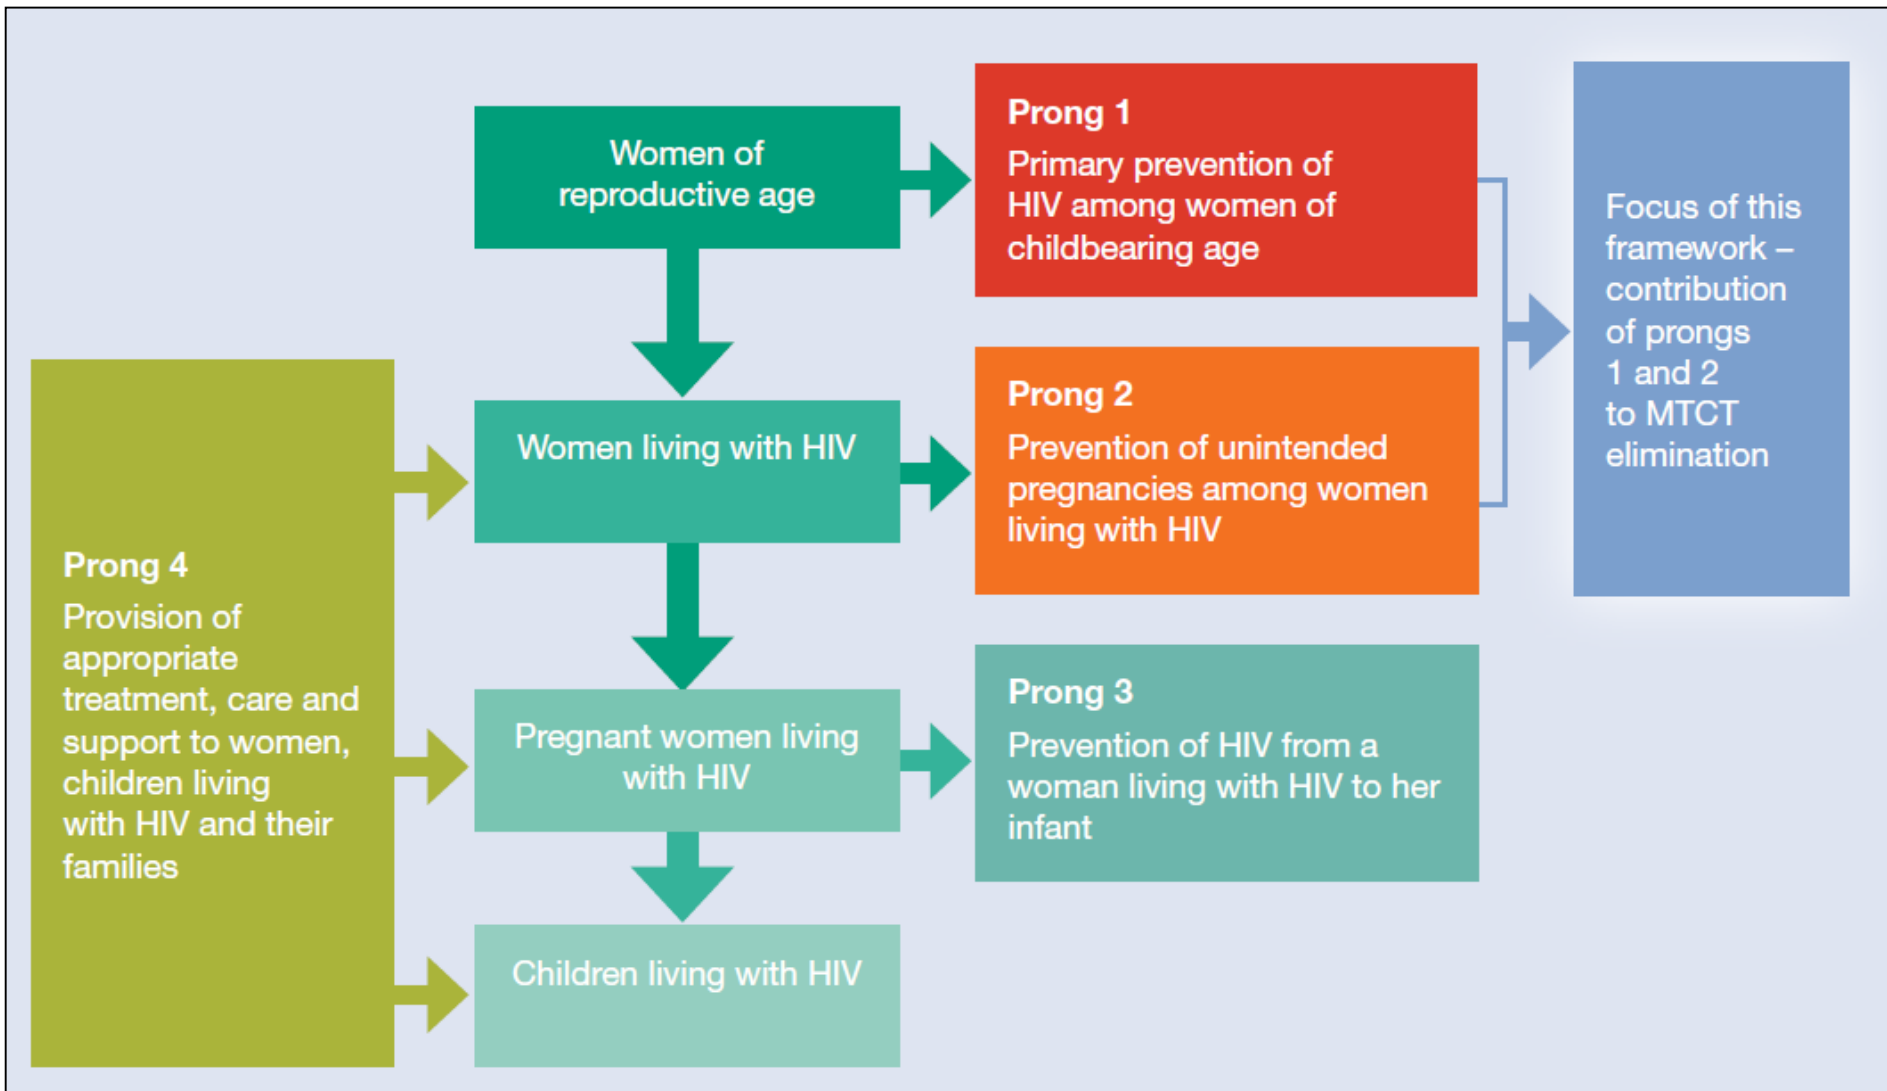 Women of
reproductive age
Prong 1
Primary prevention of
HIV among women of
childbearing age
Focus of this
framework –
contribution
of prongs
1 and 2
to MTCT
elimination
Women living with HIV
Prong 2
Prevention of unintended
pregnancies among women
living with HIV
Prong 4
Provision of
appropriate
treatment, care and
support to women,
children living
with HIV and their
families
Pregnant women living
with HIV
Prong 3
Prevention of HIV from a
woman living with HIV to her
infant
Children living with HIV